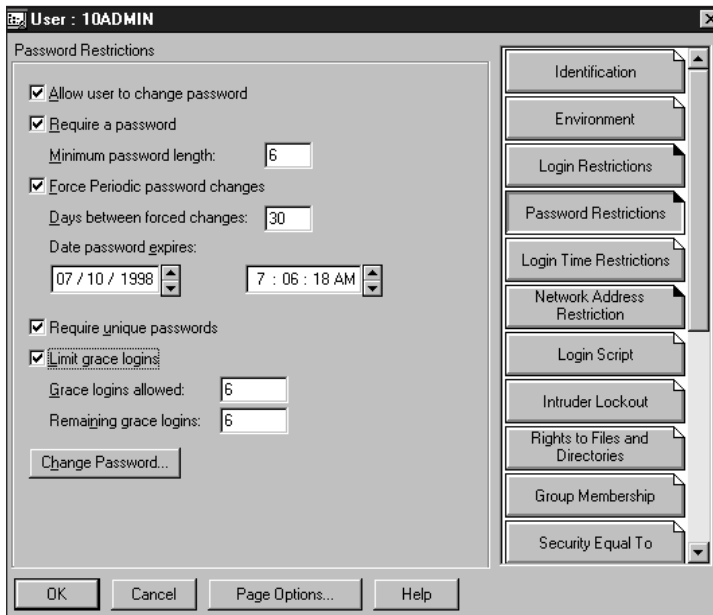 User : 10ADMIN
Password Restrictions
Allow user to change password
Require a password
Minimum password length: 6
Force Periodic password changes
Days between forced changes: 30
Date password expires:
07 / 10 / 1998 7 : 06 : 18 AM
Require unique passwords
Limit grace logins
Grace logins allowed: 6
Remaining grace logins: 6
Change Password...
Identification
Environment
Login Restrictions
Password Restrictions
Login Time Restrictions
Network Address
Restriction
Login Script
Intruder Lockout
Rights to Files and
Directories
Group Membership
Security Equal To
OK Cancel Page Options... Help